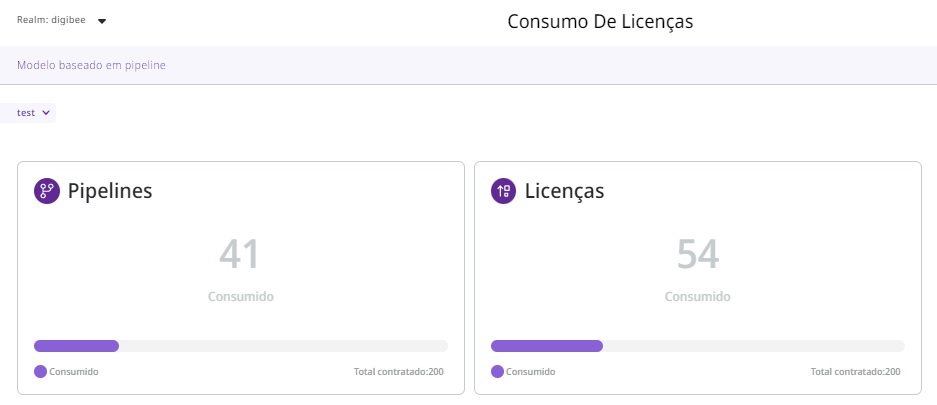 Realm: digibee
Consumo De Licenças
Modelo baseado em pipeline
test
Pipelines
41
Consumido
Consumido
Total contratado:200
Licenças
54
Consumido
Consumido
Total contratado:200